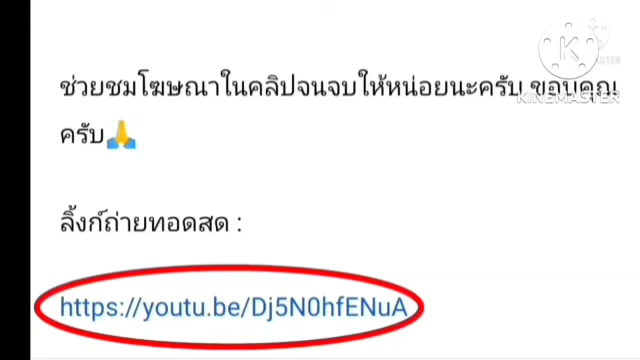 ช่วยชมโฆษณาในคลิปจนจบให้หน่อยนะครับ ขอบคุณ
ครับ🙏
ลิ้งก์ถ่ายทอดสด :
https://youtu.be/Dj5N0hfENuA
K
KINEMASTER